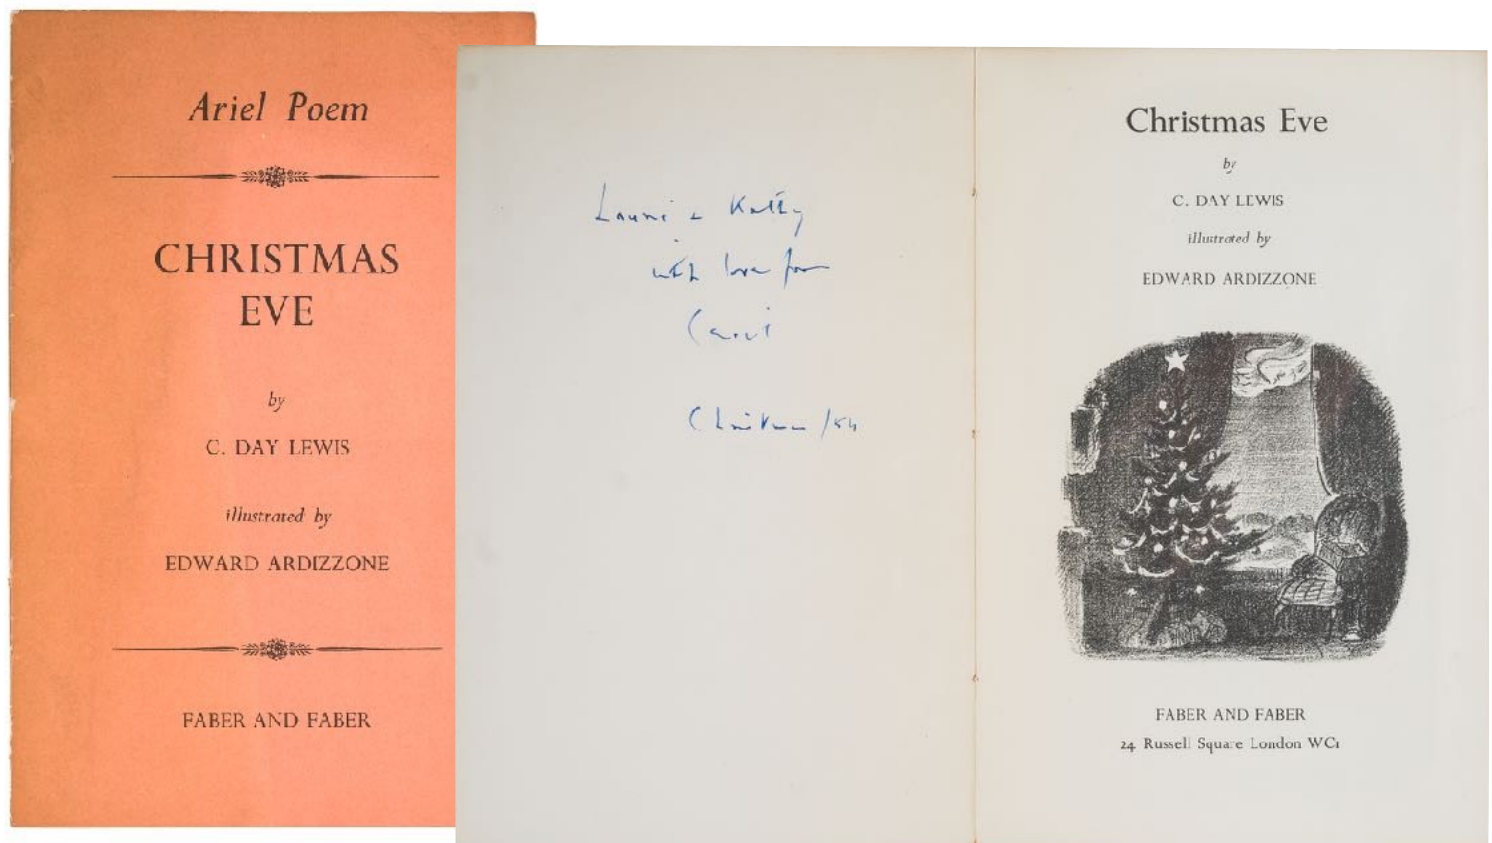 Ariel Poem
CHRISTMAS
EVE
by
C. DAY LEWIS
illustrated by
EDWARD ARDIZZONE
FABER AND FABER
Laurie & Kathy
with love from
Cecil
Christmas /54
Christmas Eve
by
C. DAY LEWIS
illustrated by
EDWARD ARDIZZONE
FABER AND FABER
24 Russell Square London WC1